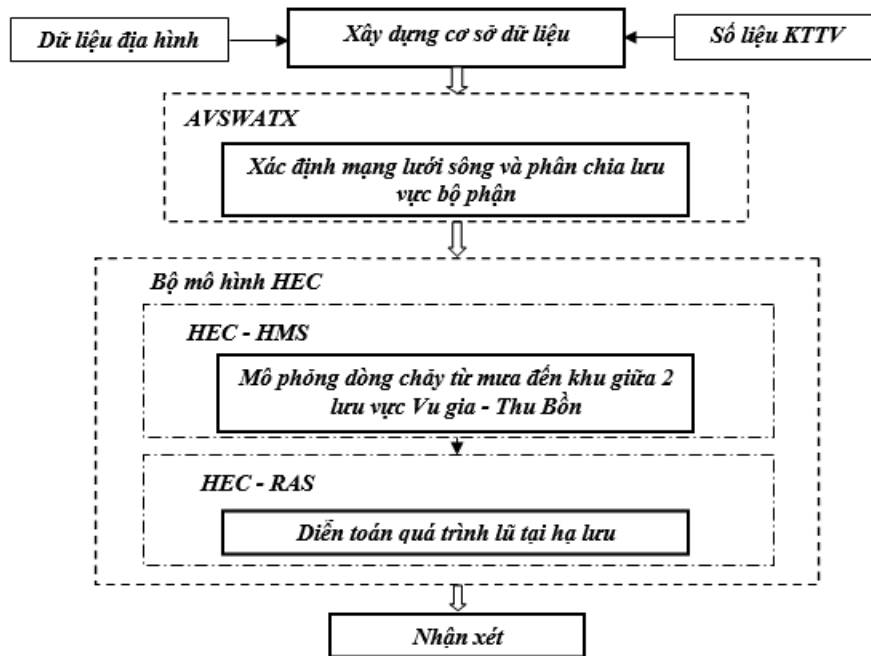 Dữ liệu địa hình
Xây dựng cơ sở dữ liệu
Số liệu KTTV
AVSWATX
Xác định mạng lưới sông và phân chia lưu
vực bộ phận
Bộ mô hình HEC
HEC - HMS
Mô phỏng dòng chảy từ mưa đến khu giữa 2
lưu vực Vu gia - Thu Bồn
HEC - RAS
Diễn toán quá trình lũ tại hạ lưu
Nhận xét